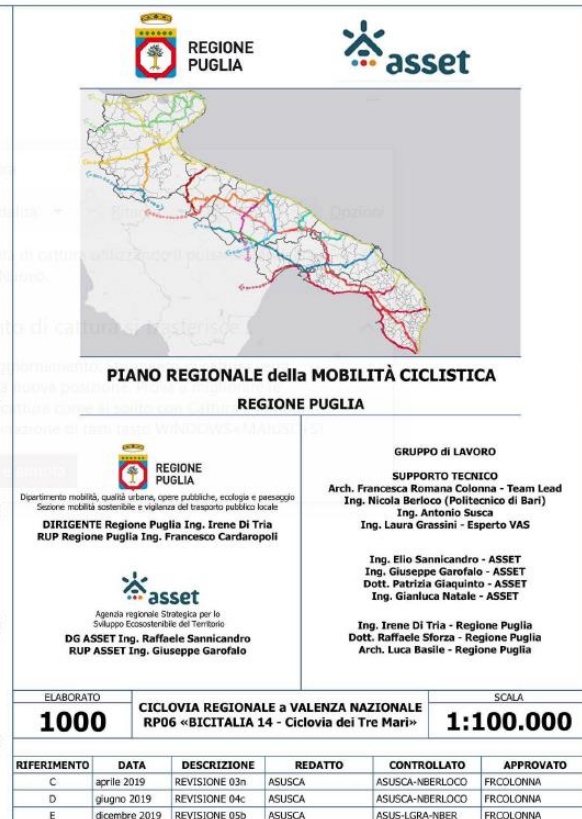 REGIONE
PUGLIA
asset
PIANO REGIONALE della MOBILITÀ CICLISTICA
REGIONE PUGLIA
REGIONE
PUGLIA
Dipartimento mobilità, qualità urbana, opere pubbliche, ecologia e paesaggio
Sezione mobilità sostenibile e vigilanza del trasporto pubblico locale
DIRIGENTE Regione Puglia Ing. Irene Di Tria
RUP Regione Puglia Ing. Francesco Cardaropoli
asset
Agenzia regionale Strategica per lo
Sviluppo Ecosostenibile del Territorio
DG ASSET Ing. Raffaele Sannicandro
RUP ASSET Ing. Giuseppe Garofalo
GRUPPO di LAVORO
SUPPORTO TECNICO
Arch. Francesca Romana Colonna - Team Lead
Ing. Nicola Berloco (Politecnico di Bari)
Ing. Antonio Susca
Ing. Laura Grassini - Esperto VAS
Ing. Elio Sannicandro - ASSET
Ing. Giuseppe Garofalo - ASSET
Dott. Patrizia Giaquinto - ASSET
Ing. Gianluca Natale - ASSET
Ing. Irene Di Tria - Regione Puglia
Dott. Raffaele Sforza - Regione Puglia
Arch. Luca Basile - Regione Puglia
ELABORATO
1000
CICLOVIA REGIONALE a VALENZA NAZIONALE
RP06 «BICITALIA 14 - Ciclovia dei Tre Mari»
SCALA
1:100.000
RIFERIMENTO DATA DESCRIZIONE REDATTO CONTROLLATO APPROVATO
C aprile 2019 REVISIONE 03n ASUSCA ASUSCA-NBERLOCO FRCOLONNA
D giugno 2019 REVISIONE 04c ASUSCA ASUSCA-NBERLOCO FRCOLONNA
E dicembre 2019 REVISIONE 05b ASUSCA ASUS-LGRA-NBER FRCOLONNA